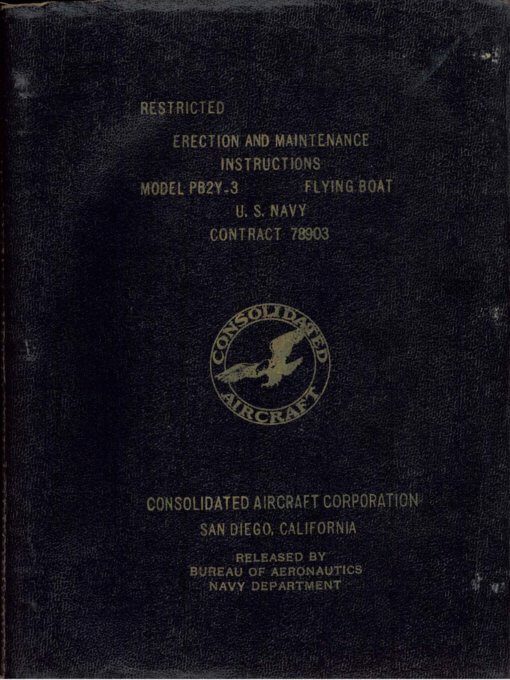 RESTRICTED
ERECTION AND MAINTENANCE
INSTRUCTIONS
MODEL PB2Y-3 FLYING BOAT
U. S. NAVY
CONTRACT 78903
CONSOLIDATED
AIRCRAFT
CONSOLIDATED AIRCRAFT CORPORATION
SAN DIEGO, CALIFORNIA
RELEASED BY
BUREAU OF AERONAUTICS
NAVY DEPARTMENT